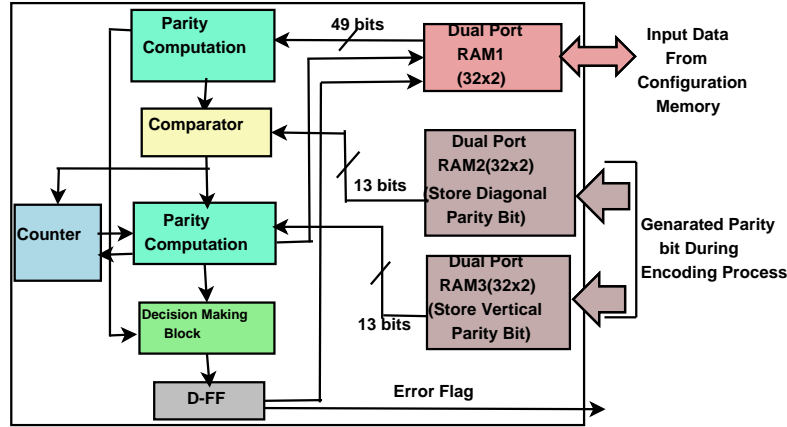 Parity
Computation
49 bits
Dual Port
RAM1
(32x2)
Input Data
From
Configuration
Memory
Comparator
Dual Port
RAM2(32x2)
(Store Diagonal
Parity Bit)
13 bits
Counter
Parity
Computation
Genarated Parity
bit During
Encoding Process
Dual Port
RAM3(32x2)
(Store Vertical
Parity Bit)
13 bits
Decision Making
Block
D-FF
Error Flag